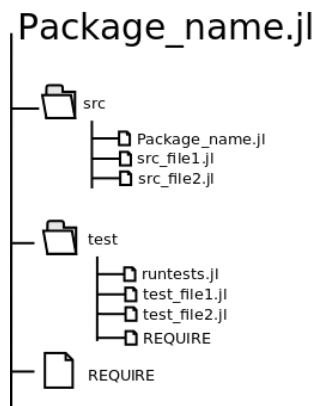 Package_name.jl
src
Package_name.jl
src_file1.jl
src_file2.jl
test
runtests.jl
test_file1.jl
test_file2.jl
REQUIRE
REQUIRE